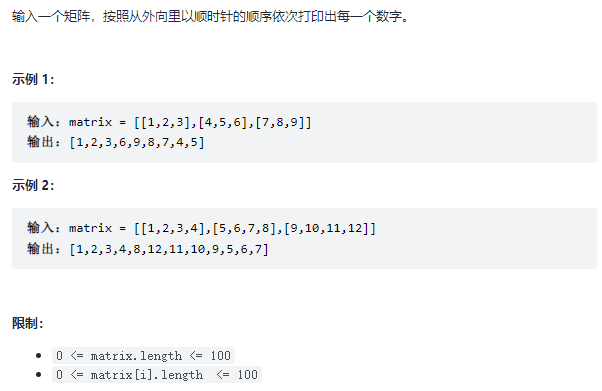 输入一个矩阵，按照从外向里以顺时针的顺序依次打印出每一个数字。
示例 1：
输入：matrix = [[1,2,3],[4,5,6],[7,8,9]]
输出：[1,2,3,6,9,8,7,4,5]
示例 2：
输入：matrix = [[1,2,3,4],[5,6,7,8],[9,10,11,12]]
输出：[1,2,3,4,8,12,11,10,9,5,6,7]
限制：
• 0 <= matrix.length <= 100
• 0 <= matrix[i].length <= 100